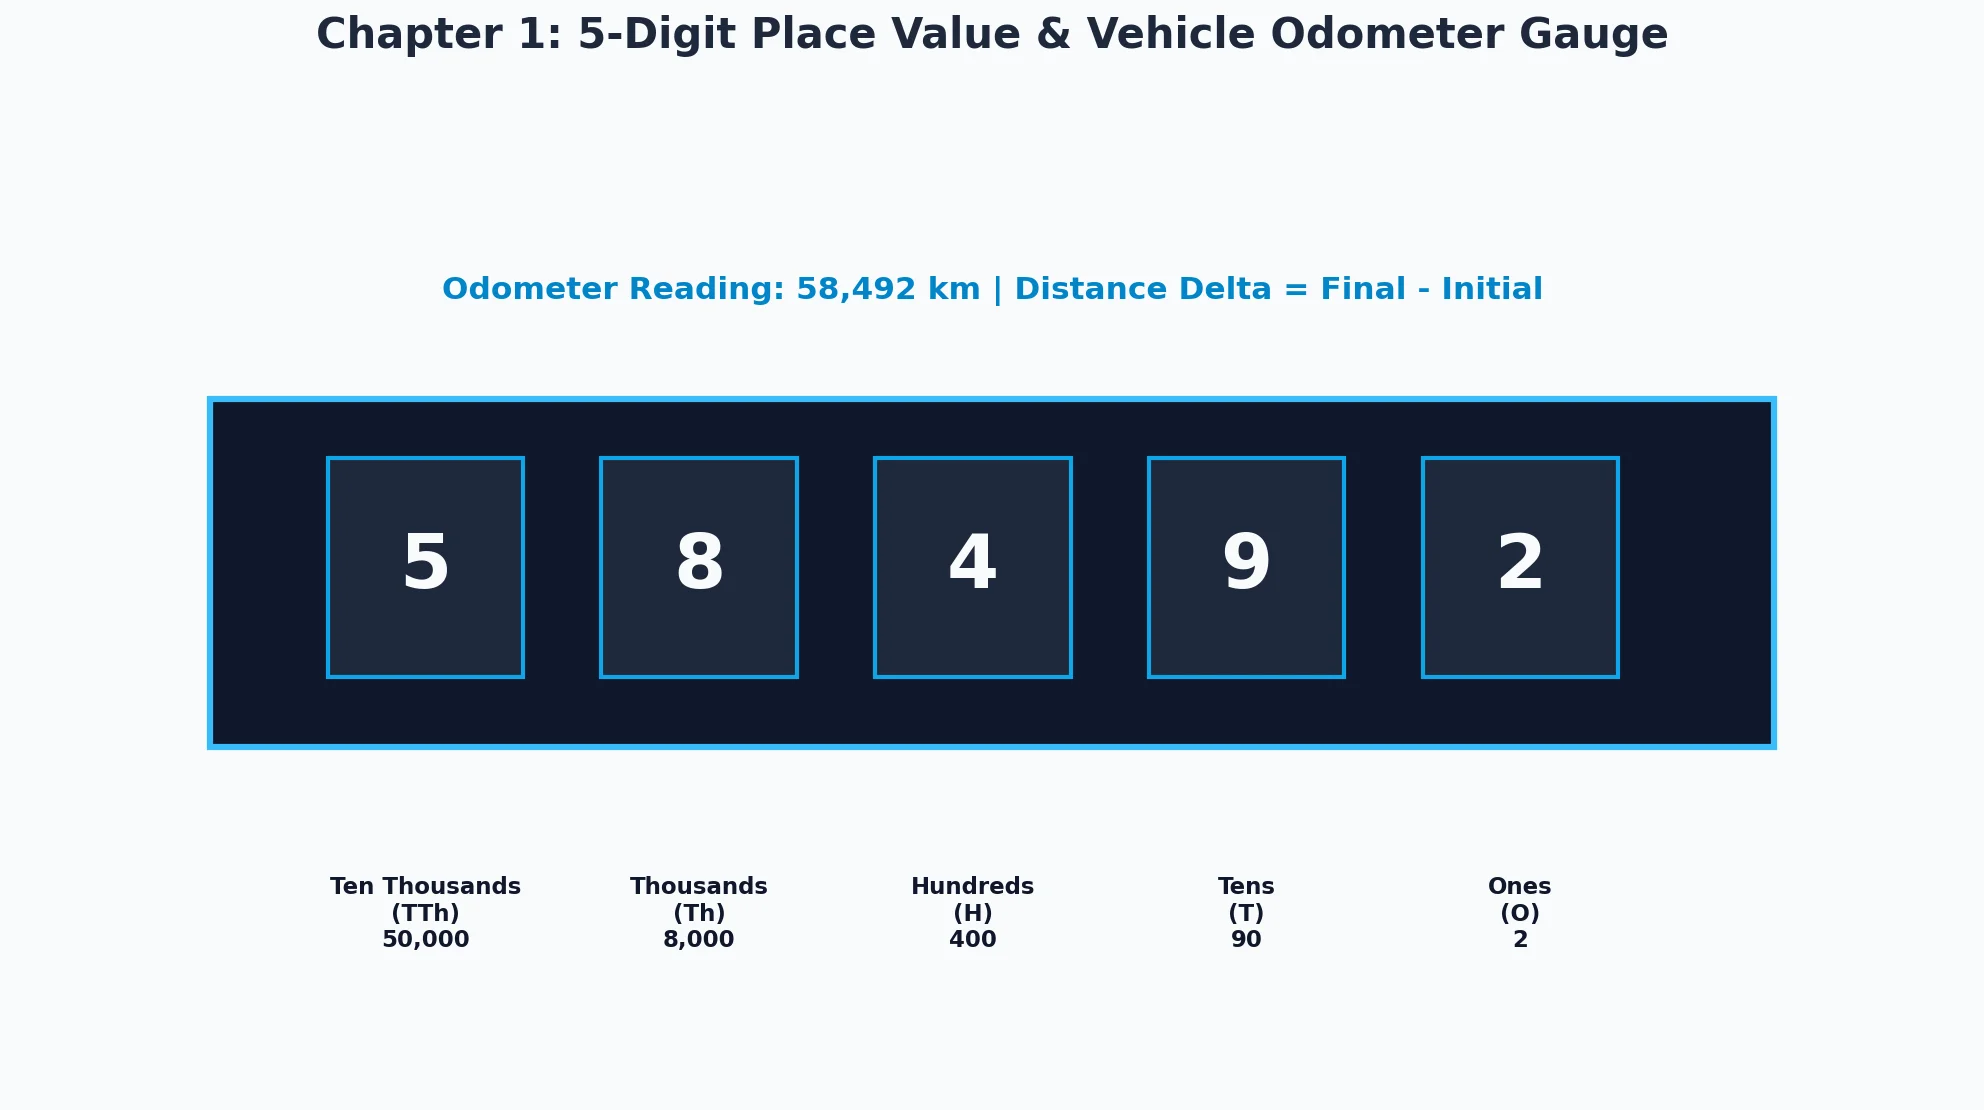 Chapter 1: 5-Digit Place Value & Vehicle Odometer Gauge
Odometer Reading: 58,492 km | Distance Delta = Final - Initial
5 8 4 9 2
Ten Thousands Thousands Hundreds Tens Ones
(TTh) (Th) (H) (T) (O)
50,000 8,000 400 90 2